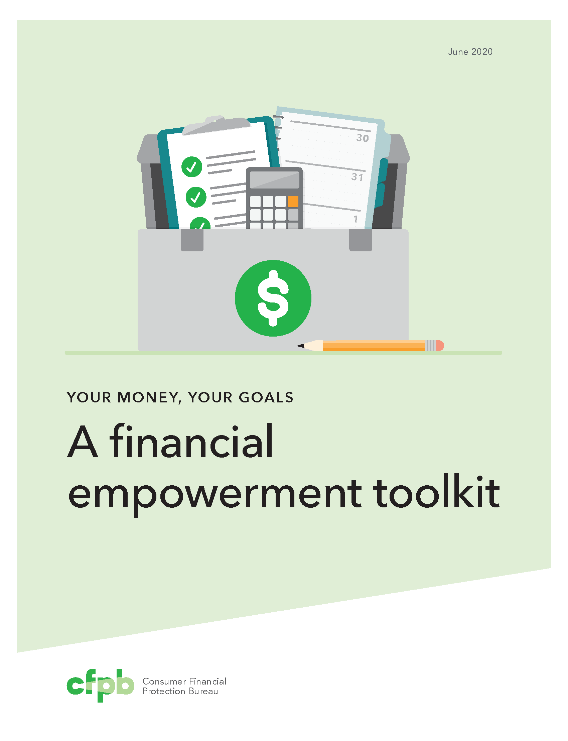 June 2020
30
31
1
$
YOUR MONEY, YOUR GOALS
A financial
empowerment toolkit
cfpb
Consumer Financial
Protection Bureau